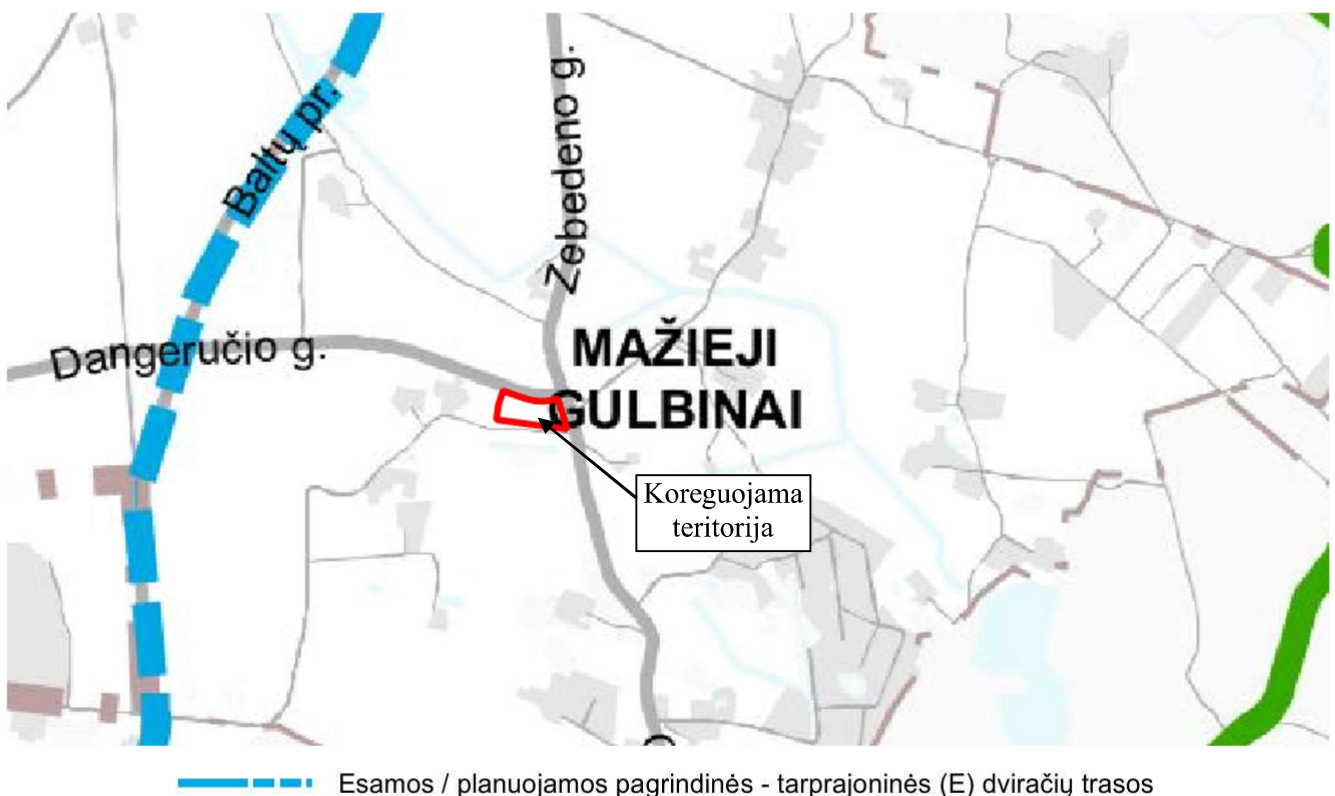 Baltų pr.
Zebedeno g.
Dangeručio g.
MAŽIEJI
GULBINAI
Koreguojama
teritorija
Esamos / planuojamos pagrindinės - tarprajoninės (E) dviračių trasos